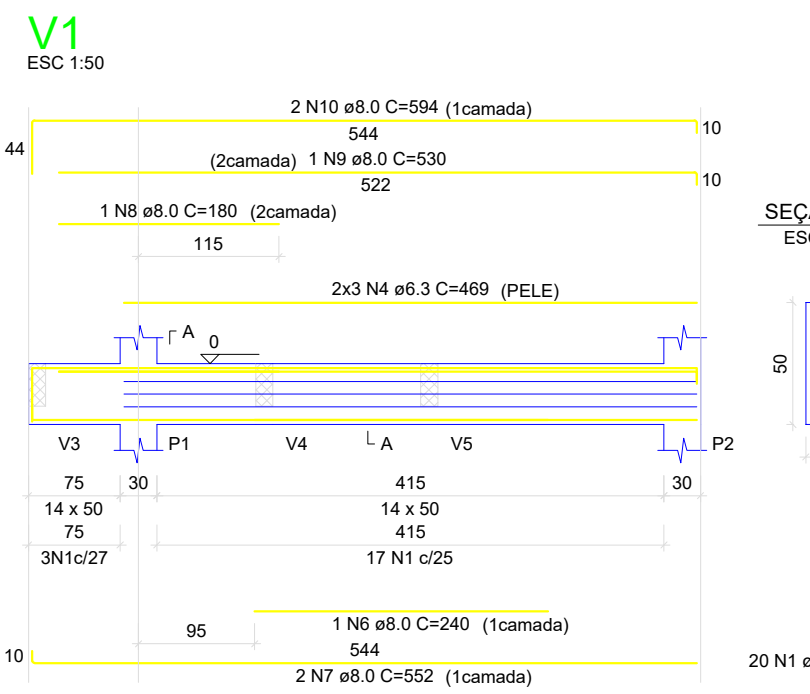 V1
ESC 1:50
2 N10 ø8.0 C=594 (1camada)
544
10
44
(2camada) 1 N9 ø8.0 C=530
522
10
1 N8 ø8.0 C=180 (2camada)
115
SEÇ
ES
2x3 N4 ø6.3 C=469 (PELE)
A
0
50
V3
P1
V4
A
V5
P2
75
30
415
30
14 x 50
14 x 50
75
415
3N1c/27
17 N1 c/25
1 N6 ø8.0 C=240 (1camada)
95
544
10
2 N7 ø8.0 C=552 (1camada)
20 N1 ø